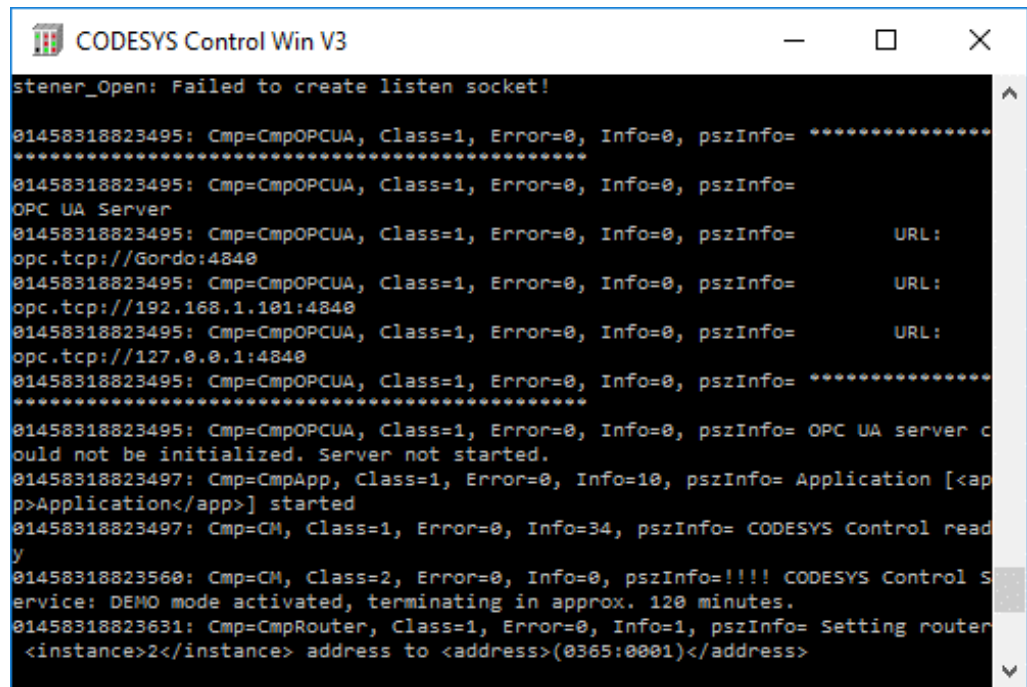 CODESYS Control Win V3
stener_Open: Failed to create listen socket!
01458318823495: Cmp=CmpOPCUA, Class=1, Error=0, Info=0, pszInfo= ***************
***********************************************
01458318823495: Cmp=CmpOPCUA, Class=1, Error=0, Info=0, pszInfo=
OPC UA Server
01458318823495: Cmp=CmpOPCUA, Class=1, Error=0, Info=0, pszInfo=        URL:
opc.tcp://Gordo:4840
01458318823495: Cmp=CmpOPCUA, Class=1, Error=0, Info=0, pszInfo=        URL:
opc.tcp://192.168.1.101:4840
01458318823495: Cmp=CmpOPCUA, Class=1, Error=0, Info=0, pszInfo=        URL:
opc.tcp://127.0.0.1:4840
01458318823495: Cmp=CmpOPCUA, Class=1, Error=0, Info=0, pszInfo= ***************
***********************************************
01458318823495: Cmp=CmpOPCUA, Class=1, Error=0, Info=0, pszInfo= OPC UA server c
ould not be initialized. Server not started.
01458318823497: Cmp=CmpApp, Class=1, Error=0, Info=10, pszInfo= Application [<ap
p>Application</app>] started
01458318823497: Cmp=CM, Class=1, Error=0, Info=34, pszInfo= CODESYS Control read
y
01458318823560: Cmp=CM, Class=2, Error=0, Info=0, pszInfo=!!!! CODESYS Control S
ervice: DEMO mode activated, terminating in approx. 120 minutes.
01458318823631: Cmp=CmpRouter, Class=1, Error=0, Info=1, pszInfo= Setting router
 <instance>2</instance> address to <address>(0365:0001)</address>